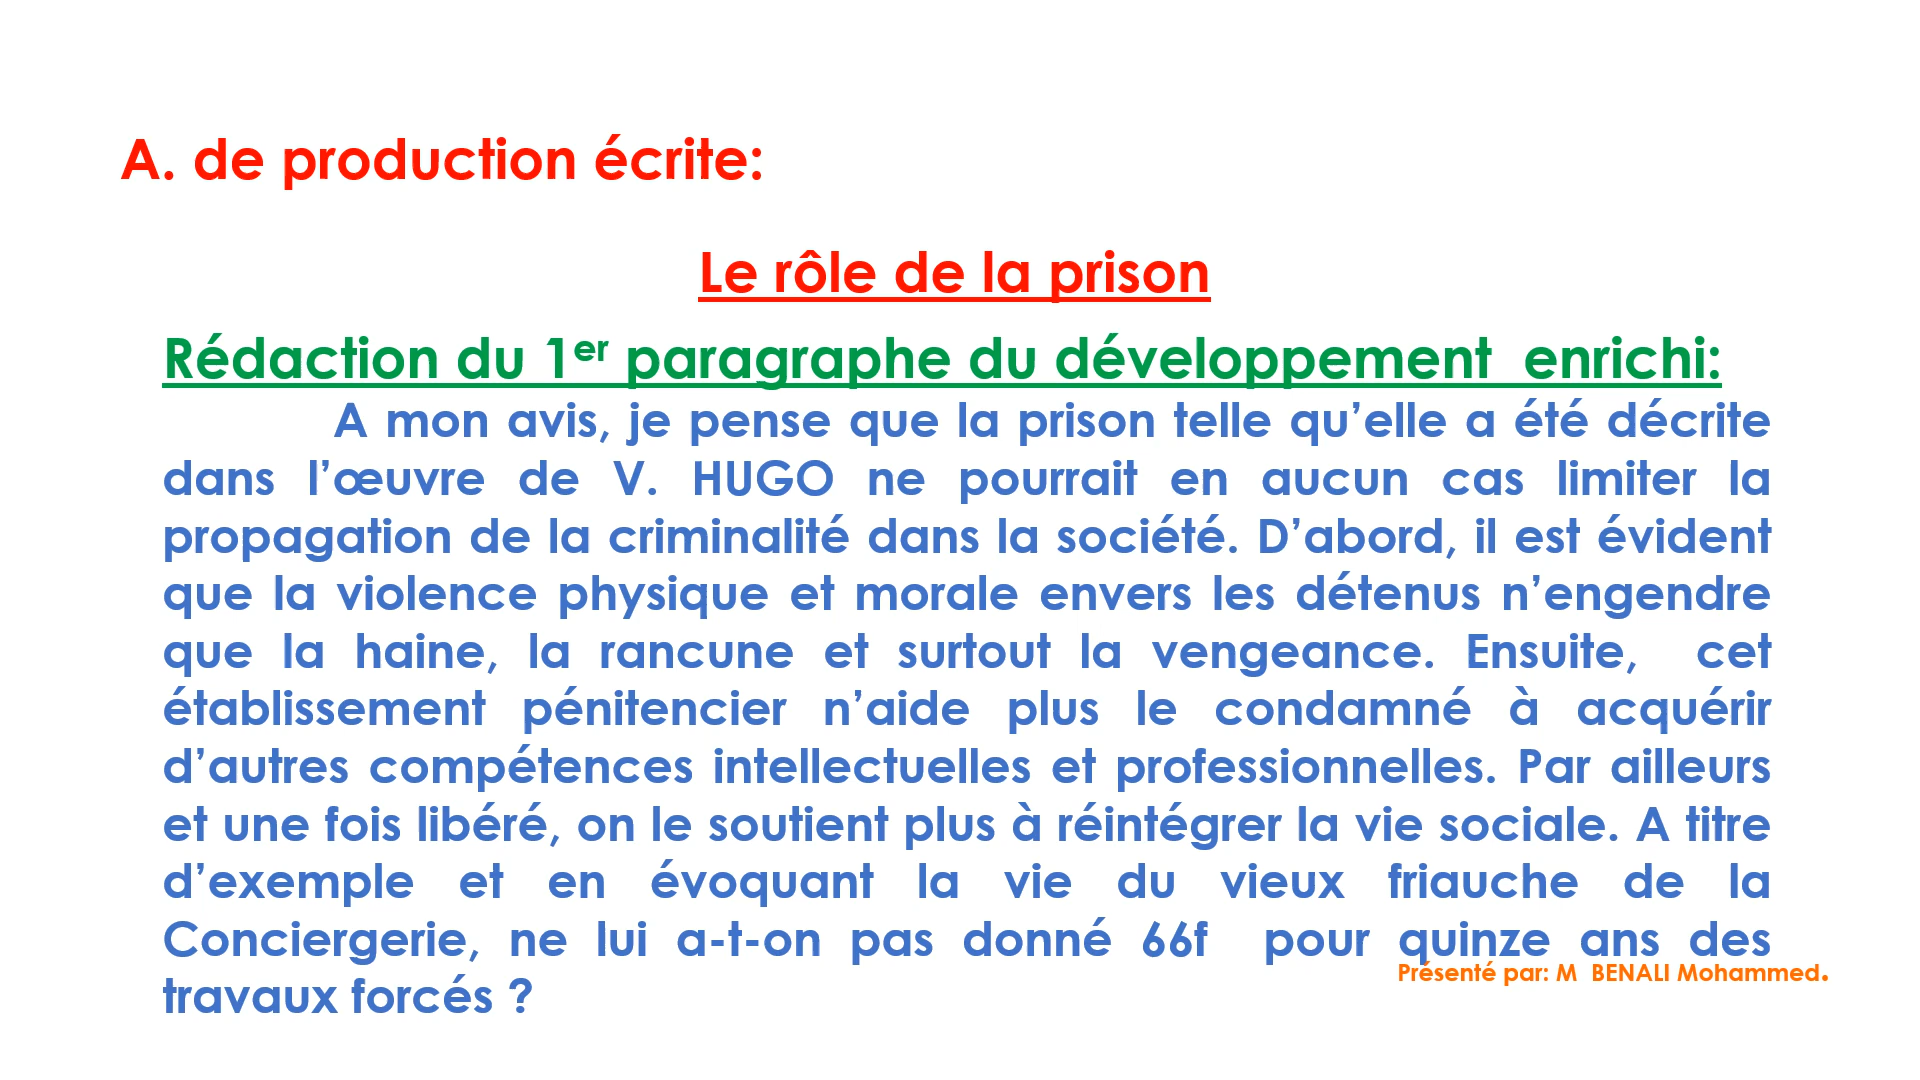 A. de production écrite:
Le rôle de la prison
Rédaction du 1er paragraphe du développement enrichi:
A mon avis, je pense que la prison telle qu’elle a été décrite
dans l’œuvre de V. HUGO ne pourrait en aucun cas limiter la
propagation de la criminalité dans la société. D’abord, il est évident
que la violence physique et morale envers les détenus n’engendre
que la haine, la rancune et surtout la vengeance. Ensuite, cet
établissement pénitencier n’aide plus le condamné à acquérir
d’autres compétences intellectuelles et professionnelles. Par ailleurs
et une fois libéré, on le soutient plus à réintégrer la vie sociale. A titre
d’exemple et en évoquant la vie du vieux friauche de la
Conciergerie, ne lui a-t-on pas donné 66f pour quinze ans des
travaux forcés ?
Présenté par: M BENALI Mohammed.